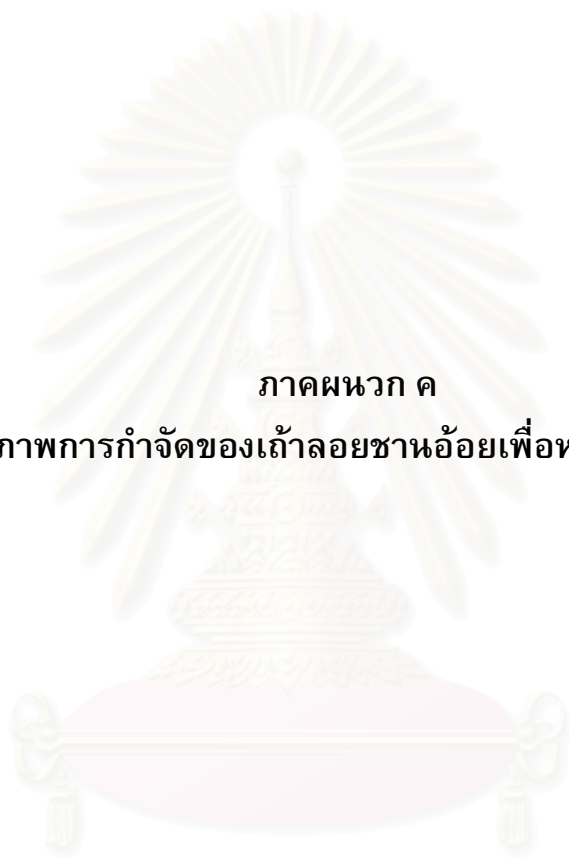 ภาคผนวก ค
ภาพการกำจัดของเถ้าลอยชานอ้อยเพื่อห